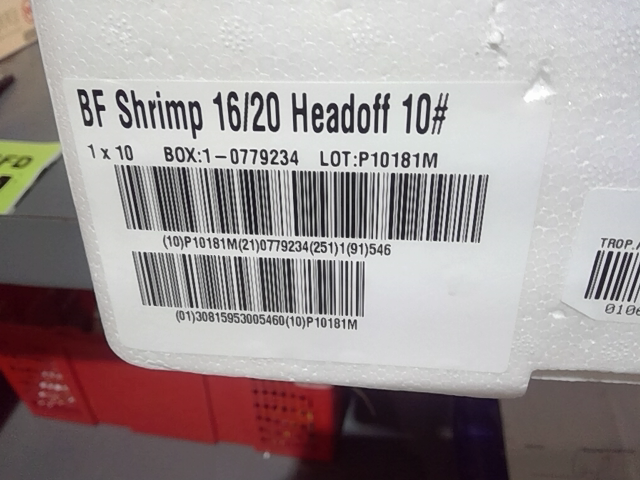 BF Shrimp 16/20 Headoff 10#
1 x 10 BOX:1-0779234 LOT:P10181M
(10)P10181M(21)0779234(251)1(91)546
(01)30815953005460(10)P10181M
FD
TROP.